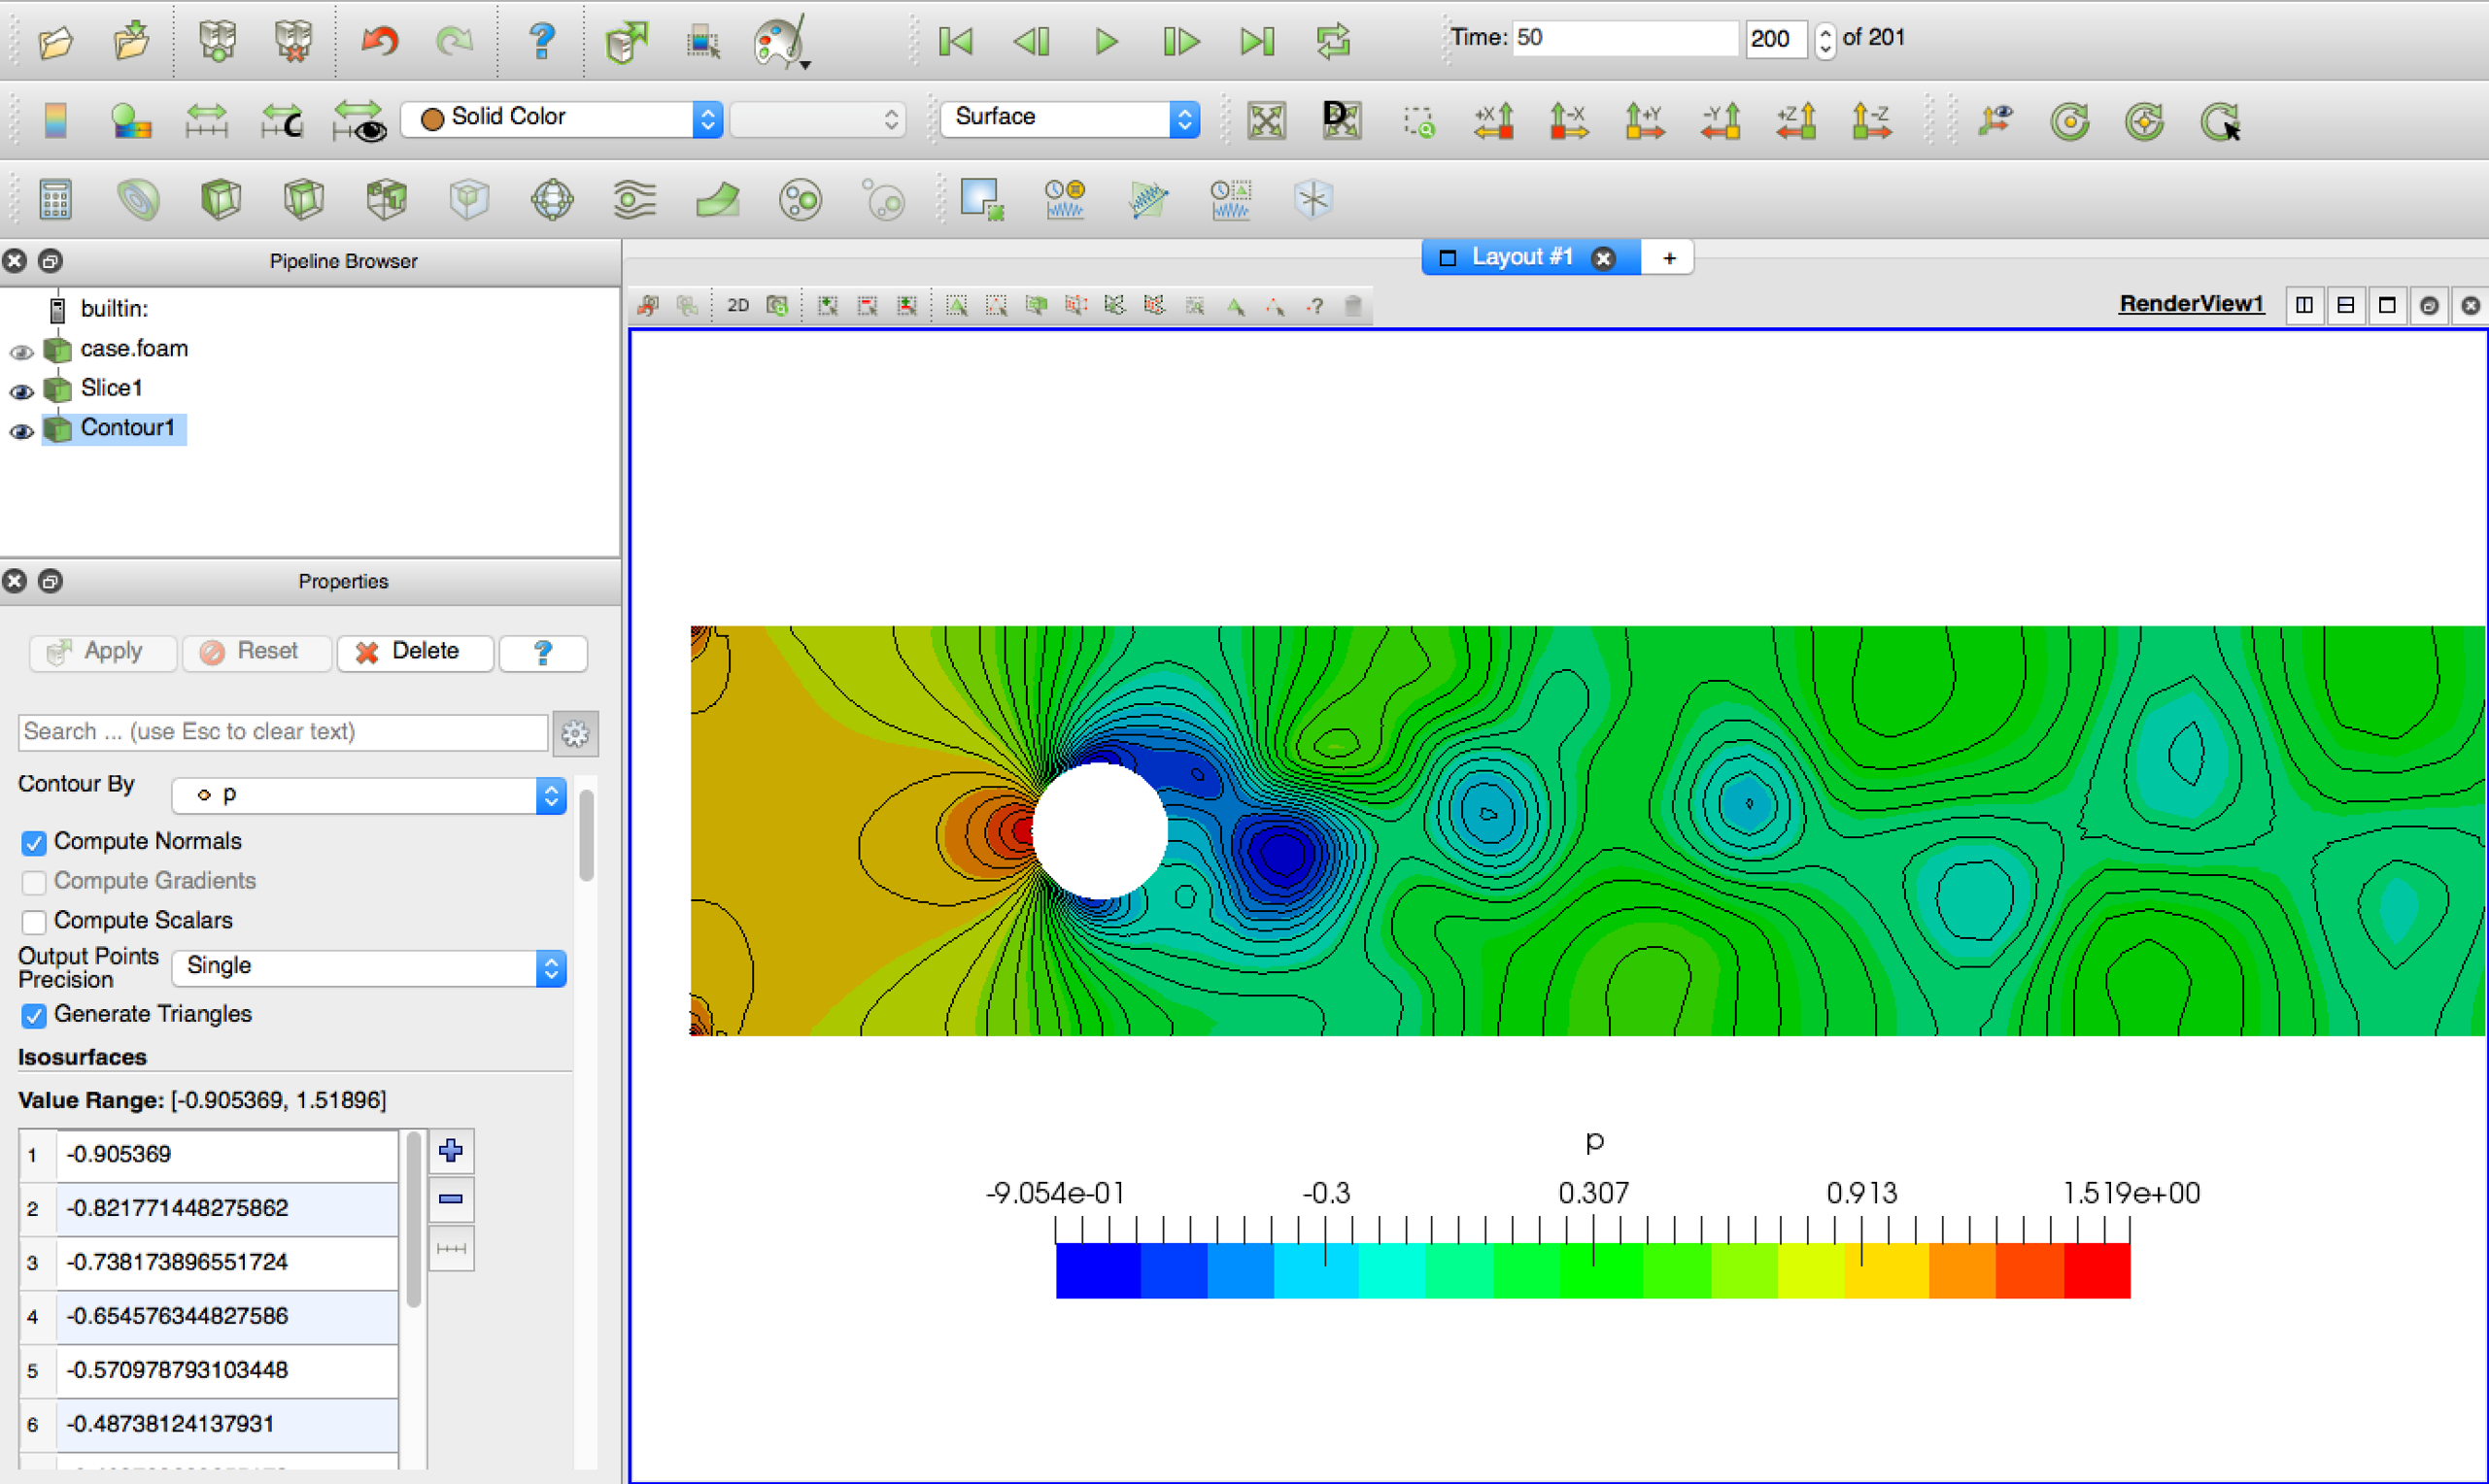 Time: 50 200 of 201
Solid Color Surface
+X -X +Y -Y +Z -Z
Pipeline Browser
Layout #1 +
builtin:
2D
RenderView1
case.foam
Slice1
Contour1
Properties
Apply Reset Delete ?
Search ... (use Esc to clear text)
Contour By p
Compute Normals
Compute Gradients
Compute Scalars
Output Points
Precision
Single
Generate Triangles
Isosurfaces
Value Range: [-0.905369, 1.51896]
1 -0.905369
2 -0.821771448275862
3 -0.738173896551724
4 -0.654576344827586
5 -0.570978793103448
6 -0.48738124137931
p
-9.054e-01 -0.3 0.307 0.913 1.519e+00